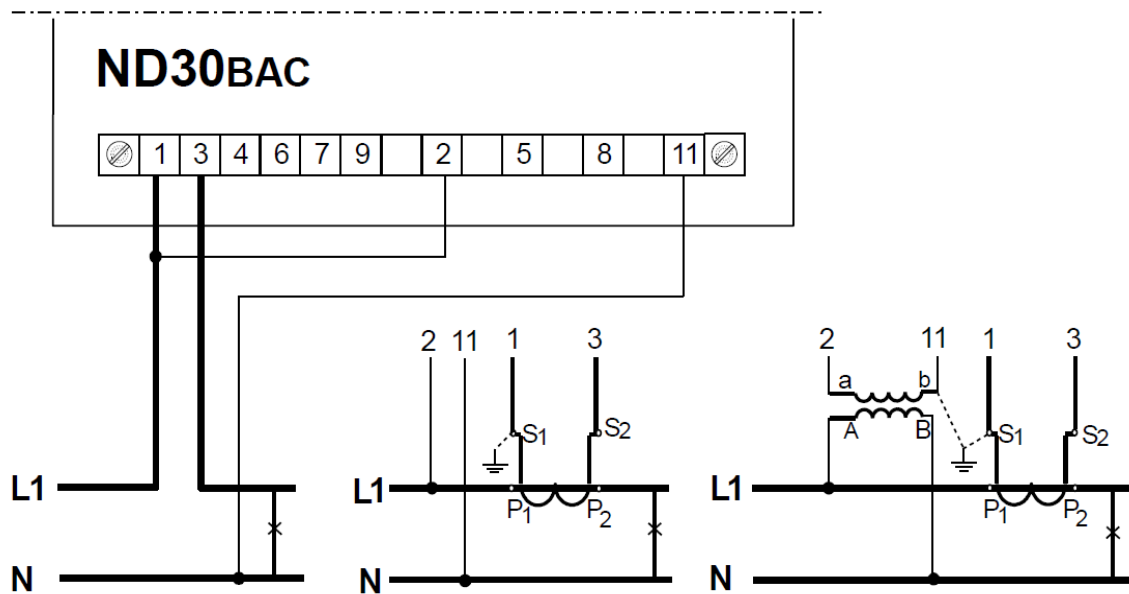 ND30BAC
1 3 4 6 7 9 2 5 8 11
2 11 1 3 2 11 1 3
a b
S1 S2 A B S1 S2
L1 L1 L1
P1 P2 P1 P2
N N N